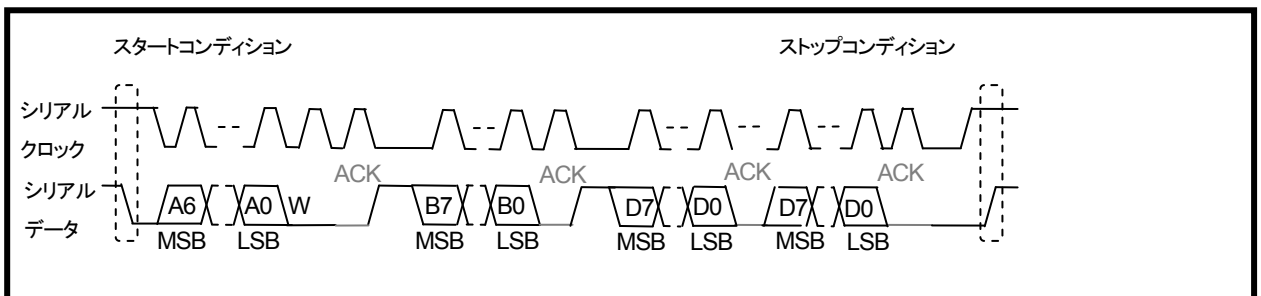 スタートコンディション ストップコンディション
シリアル
クロック
ACK ACK ACK ACK
シリアル
データ
A6 A0 W B7 B0 D7 D0 D7 D0
MSB LSB MSB LSB MSB LSB MSB LSB